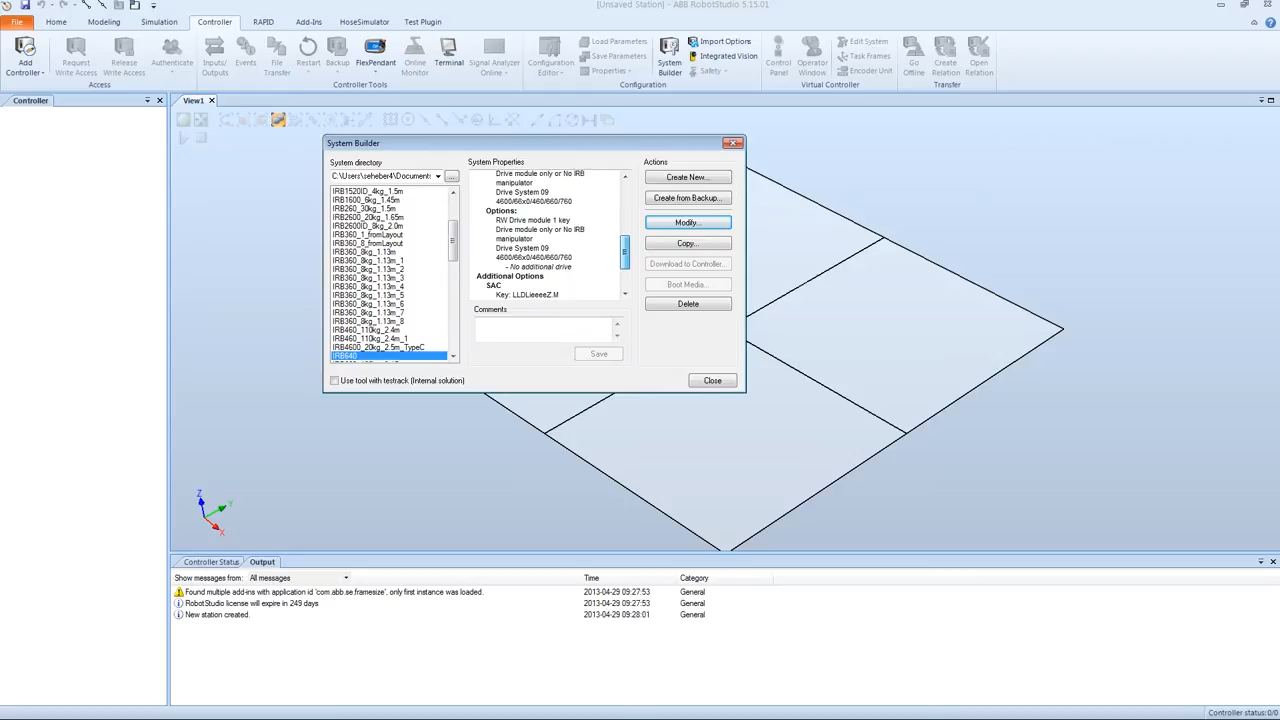 [Unsaved Station] - ABB RobotStudio 5.15.01
File Home Modeling Simulation Controller RAPID Add-Ins HoseSimulator Test Plugin
Add Controller
Request Write Access
Release Write Access
Authenticate
Access
Inputs/ Outputs
Events
File Transfer
Restart
Backup
FlexPendant
Online Monitor
Terminal
Signal Analyzer Online
Controller Tools
Configuration Editor
Load Parameters
Save Parameters
Properties
System Builder
Import Options
Integrated Vision
Safety
Configuration
Control Panel
Operator Window
Edit System
Task Frames
Encoder Unit
Virtual Controller
Go Offline
Create Relation
Open Relation
Transfer
Controller
View1
System Builder
System directory
C:\Users\seheber4\Document:
...
IRB1520ID_4kg_1.5m
IRB1600_6kg_1.45m
IRB260_30kg_1.5m
IRB2600_20kg_1.65m
IRB2600ID_8kg_2.0m
IRB360_1_fromLayout
IRB360_8_fromLayout
IRB360_8kg_1.13m
IRB360_8kg_1.13m_1
IRB360_8kg_1.13m_2
IRB360_8kg_1.13m_3
IRB360_8kg_1.13m_4
IRB360_8kg_1.13m_5
IRB360_8kg_1.13m_6
IRB360_8kg_1.13m_7
IRB360_8kg_1.13m_8
IRB460_110kg_2.4m
IRB460_110kg_2.4m_1
IRB4600_20kg_2.5m_TypeC
IRB640
System Properties
Drive module only or No IRB
manipulator
Drive System 09
4600/66x0/460/660/760
Options:
RW Drive module 1 key
Drive module only or No IRB
manipulator
Drive System 09
4600/66x0/460/660/760
- No additional drive
Additional Options
SAC
Key: LLDLieeeeZ.M
Comments
Save
Actions
Create New...
Create from Backup...
Modify...
Copy...
Download to Controller...
Boot Media...
Delete
Use tool with testrack (Internal solution)
Close
Z
Y
X
Controller Status Output
Show messages from: All messages Time Category
Found multiple add-ins with application id 'com.abb.se.framesize', only first instance was loaded. 2013-04-29 09:27:53 General
RobotStudio license will expire in 249 days 2013-04-29 09:27:53 General
New station created. 2013-04-29 09:28:01 General
Controller status: 0/0